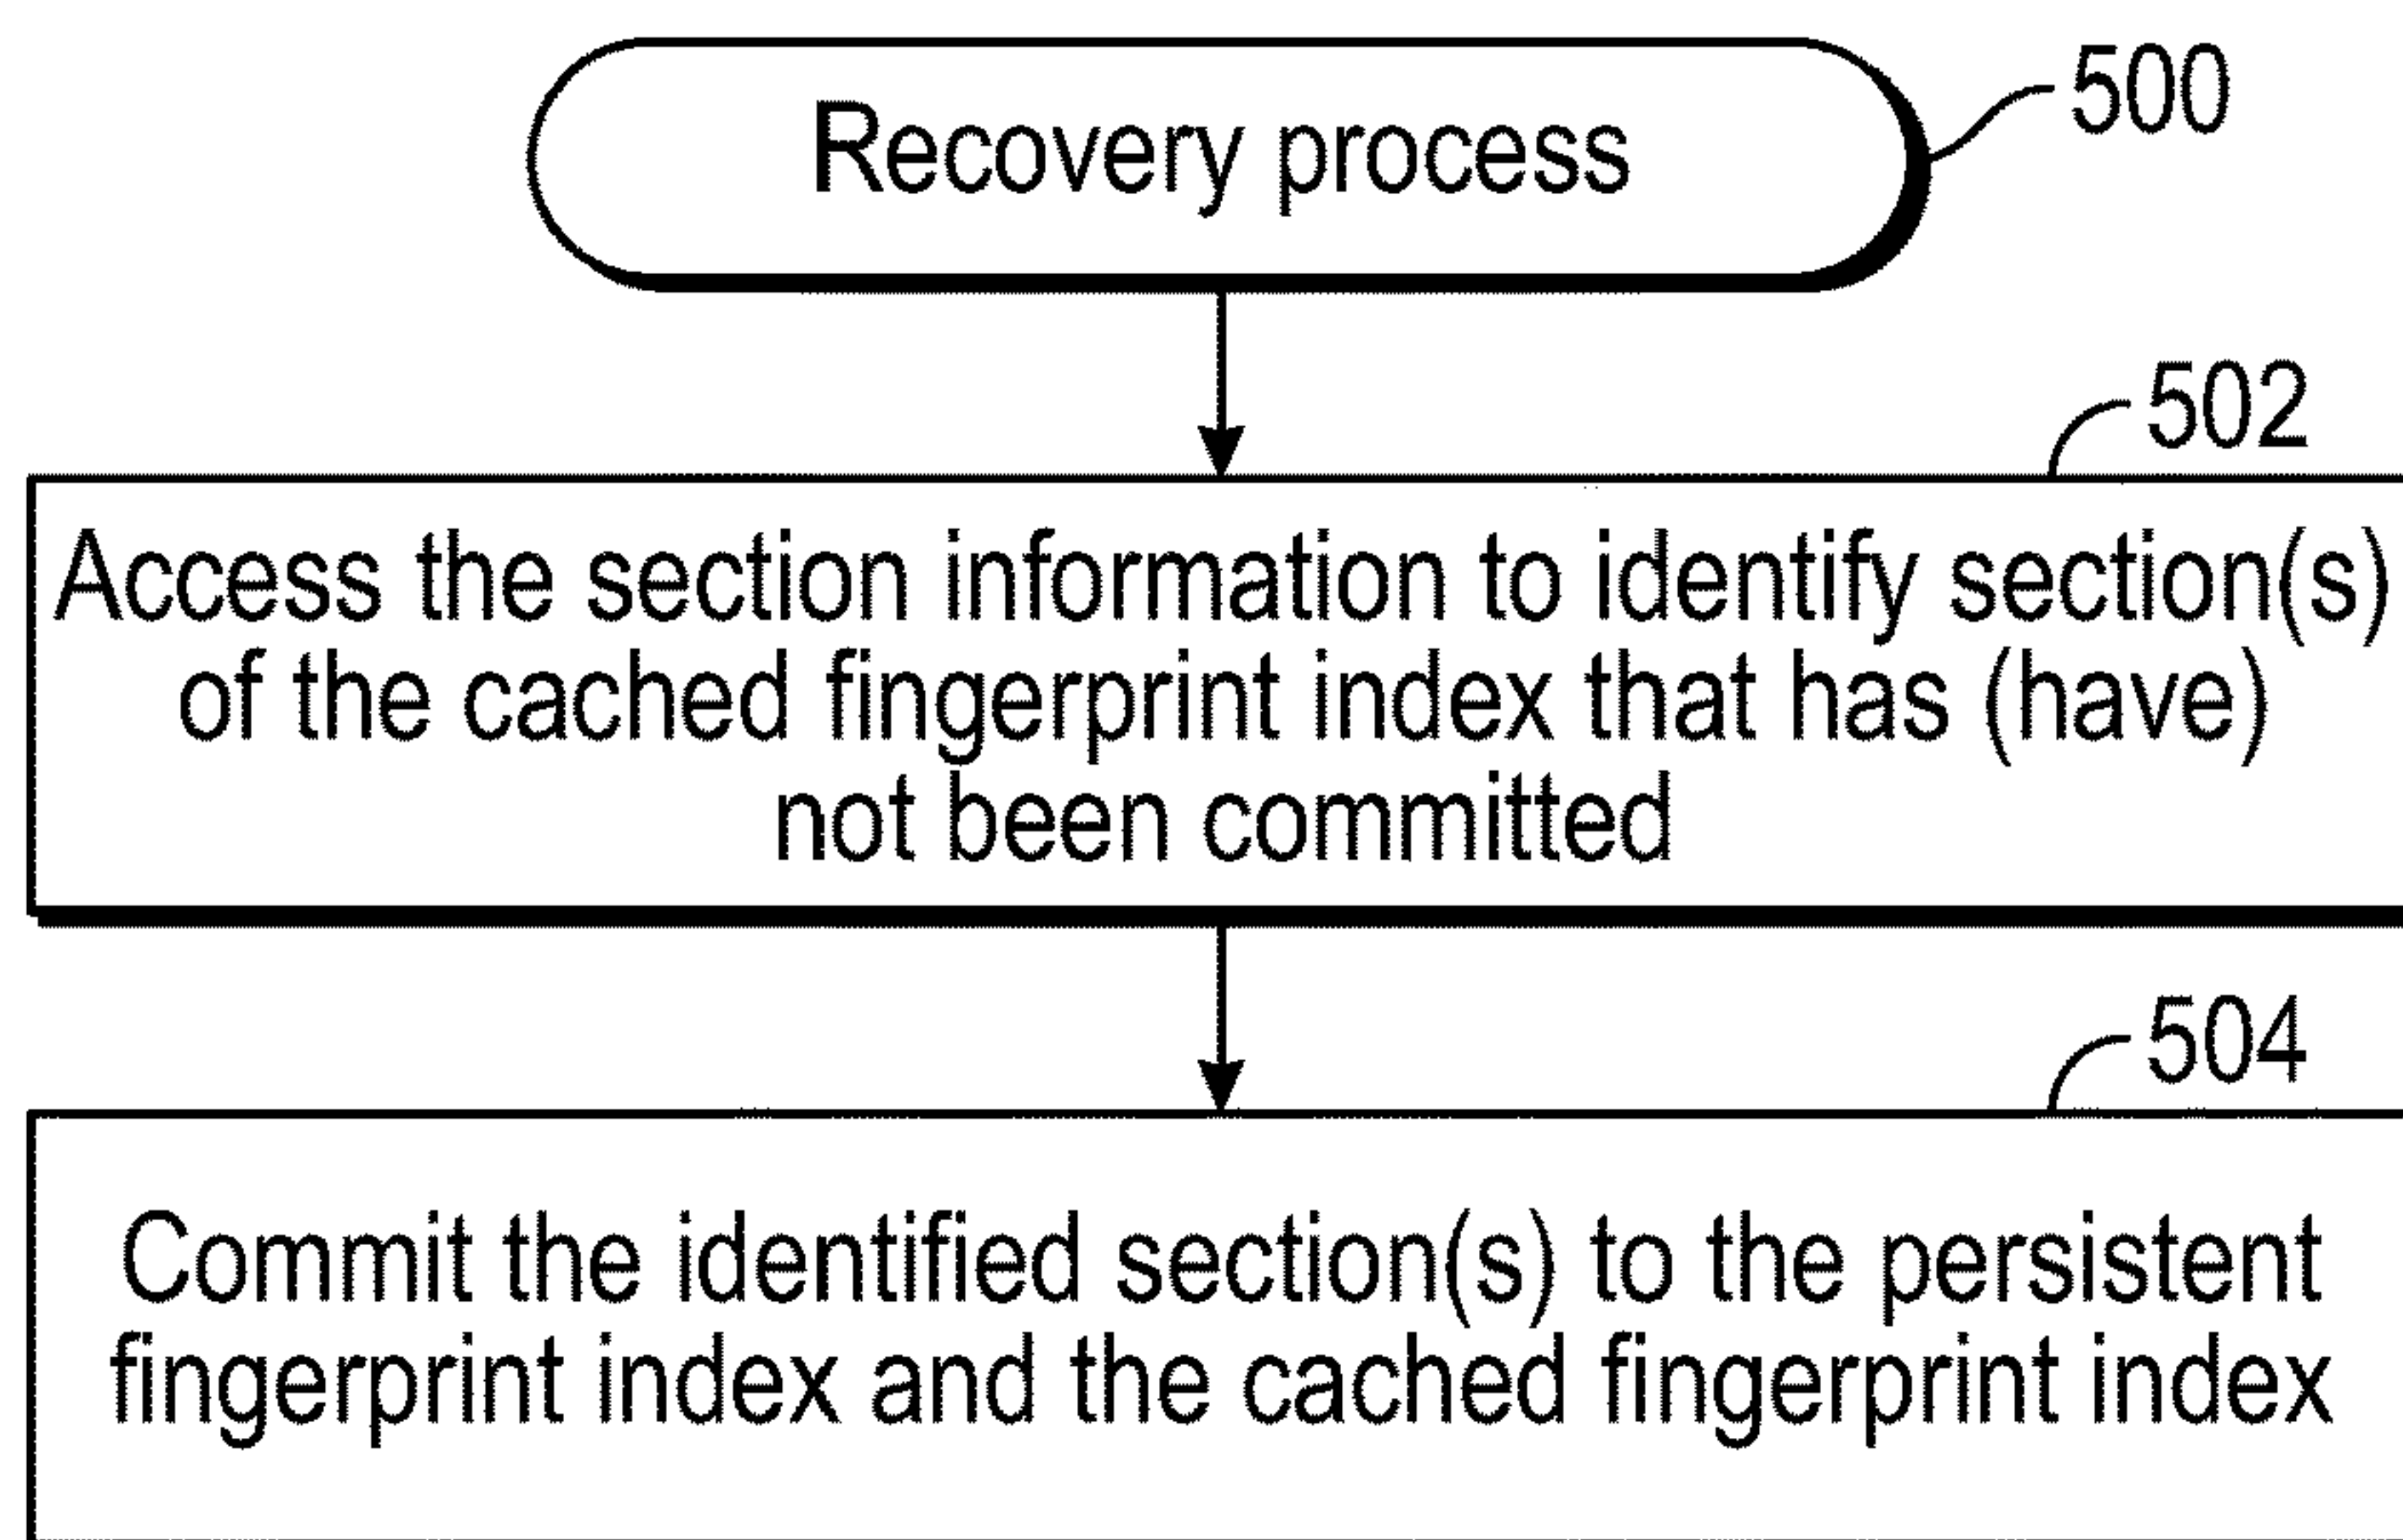 Recovery process
500
502
Access the section information to identify section(s)
of the cached fingerprint index that has (have)
not been committed
504
Commit the identified section(s) to the persistent
fingerprint index and the cached fingerprint index